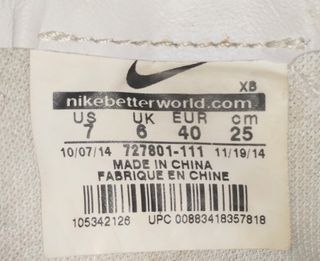 XB
nikebetterworld.com
US UK EUR cm
7 6 40 25
10/07/14 727801-111 11/19/14
MADE IN CHINA
FABRIQUE EN CHINE
105342126 UPC 00883418357818